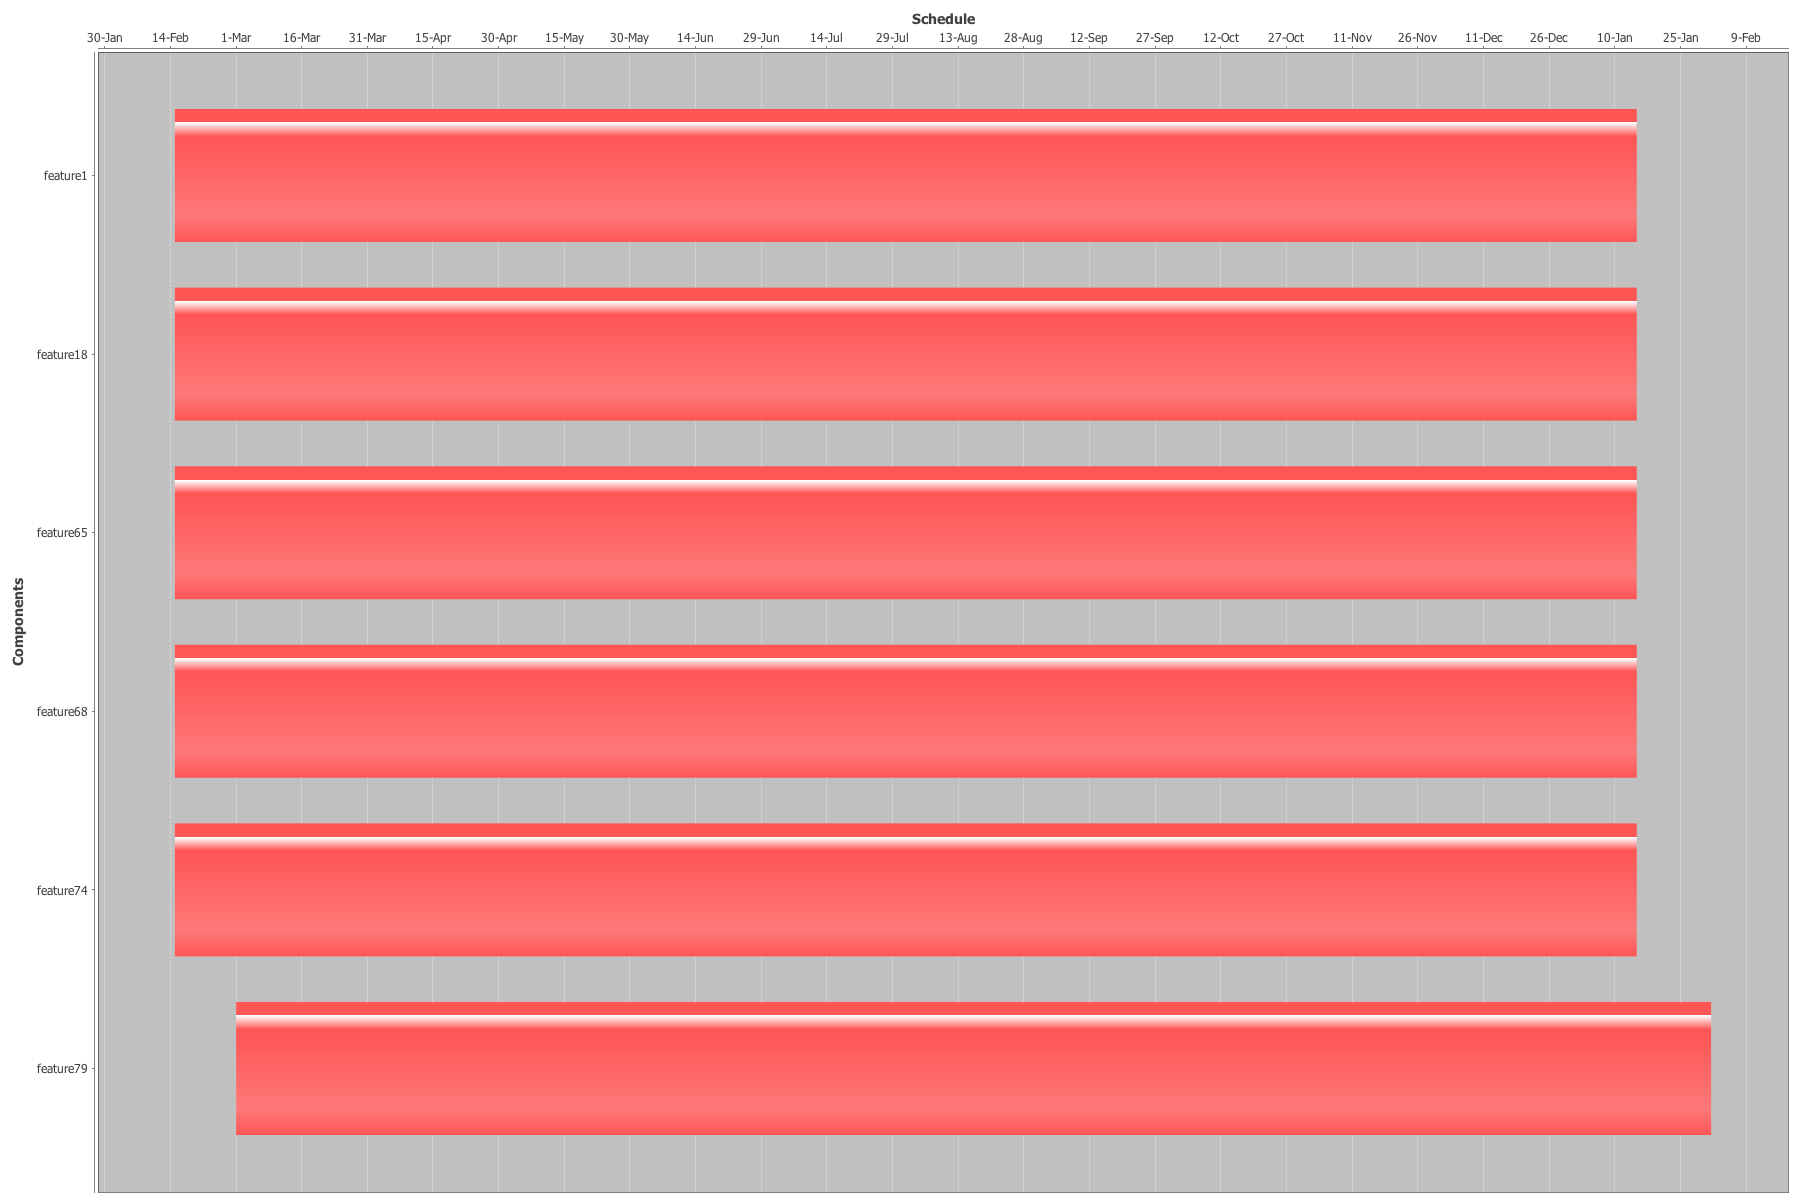 Schedule
30-Jan 14-Feb 1-Mar 16-Mar 31-Mar 15-Apr 30-Apr 15-May 30-May 14-Jun 29-Jun 14-Jul 29-Jul 13-Aug 28-Aug 12-Sep 27-Sep 12-Oct 27-Oct 11-Nov 26-Nov 11-Dec 26-Dec 10-Jan 25-Jan 9-Feb
Components
feature1
feature18
feature65
feature68
feature74
feature79